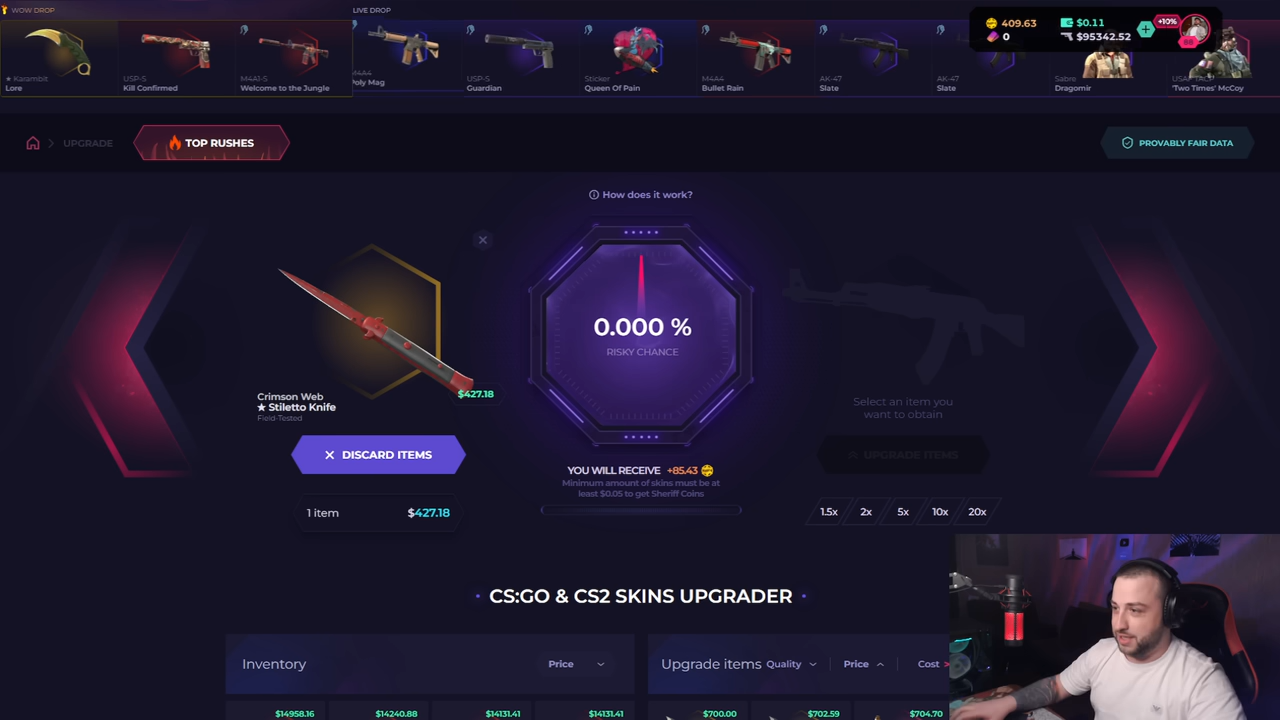 WOW DROP
LIVE DROP
409.63
$0.11
+10%
0
$95342.52
★ Karambit
Lore
USP-S
Kill Confirmed
M4A1-S
Welcome to the Jungle
M4A4
Poly Mag
USP-S
Guardian
Sticker
Queen Of Pain
M4A4
Bullet Rain
AK-47
Slate
AK-47
Slate
Sabre
Dragomir
'Two Times' McCoy
UPGRADE
TOP RUSHES
PROVABLY FAIR DATA
How does it work?
0.000 %
RISKY CHANCE
$427.18
Crimson Web
★ Stiletto Knife
Field-Tested
Select an item you
want to obtain
DISCARD ITEMS
UPGRADE ITEMS
YOU WILL RECEIVE +85.43
Minimum amount of skins must be at
least $0.05 to get Sheriff Coins
1 item
$427.18
1.5x
2x
5x
10x
20x
CS:GO & CS2 SKINS UPGRADER
Inventory
Price
Upgrade items
Quality
Price
Cost >
$14958.16
$14240.88
$14131.41
$14131.41
$700.00
$702.59
$704.70